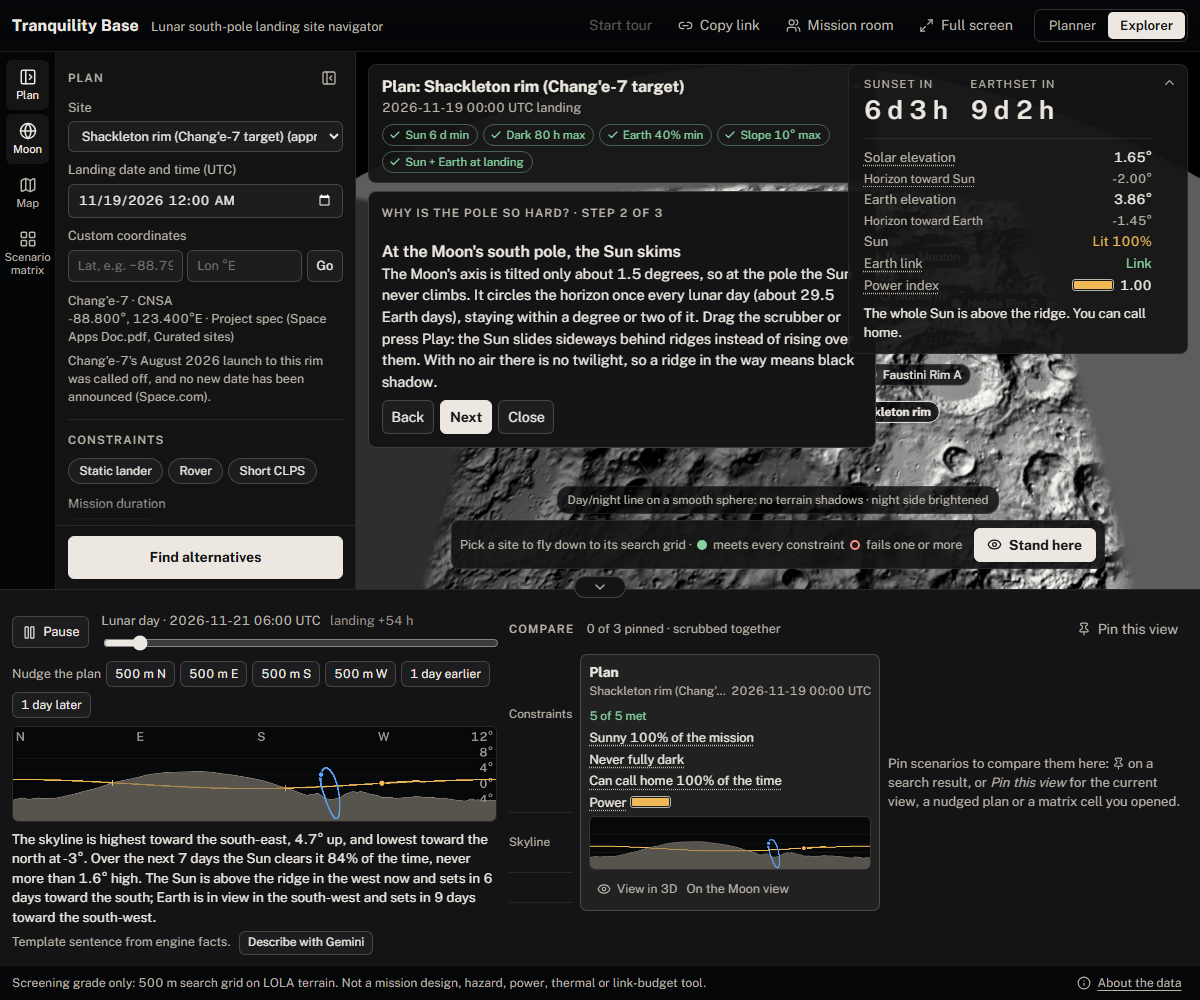 Tranquility Base Lunar south-pole landing site navigator
Start tour
Copy link
Mission room
Full screen
Planner
Explorer
Plan
Moon
Map
Scenario
matrix
PLAN
Site
Shackleton rim (Chang'e-7 target) (appr
Landing date and time (UTC)
11/19/2026 12:00 AM
Custom coordinates
Lat, e.g. -88.79
Lon °E
Go
Chang'e-7 · CNSA
-88.800°, 123.400°E · Project spec (Space
Apps Doc.pdf, Curated sites)
Chang'e-7's August 2026 launch to this rim
was called off, and no new date has been
announced (Space.com).
CONSTRAINTS
Static lander
Rover
Short CLPS
Mission duration
Find alternatives
Plan: Shackleton rim (Chang'e-7 target)
2026-11-19 00:00 UTC landing
Sun 6 d min
Dark 80 h max
Earth 40% min
Slope 10° max
Sun + Earth at landing
WHY IS THE POLE SO HARD? · STEP 2 OF 3
At the Moon's south pole, the Sun skims
The Moon's axis is tilted only about 1.5 degrees, so at the pole the Sun
never climbs. It circles the horizon once every lunar day (about 29.5
Earth days), staying within a degree or two of it. Drag the scrubber or
press Play: the Sun slides sideways behind ridges instead of rising ove
them. With no air there is no twilight, so a ridge in the way means black
shadow.
Back
Next
Close
SUNSET IN
6 d 3 h
EARTHSET IN
9 d 2 h
Solar elevation 1.65°
Horizon toward Sun -2.00°
Earth elevation 3.86°
Horizon toward Earth -1.45°
Sun Lit 100%
Earth link Link
Power index 1.00
The whole Sun is above the ridge. You can call
home.
Mouton
Nobile Rim 2
Faustini Rim A
kleton rim
Day/night line on a smooth sphere: no terrain shadows · night side brightened
Pick a site to fly down to its search grid · meets every constraint fails one or more
Stand here
Pause
Lunar day · 2026-11-21 06:00 UTC landing +54 h
Nudge the plan
500 m N
500 m E
500 m S
500 m W
1 day earlier
1 day later
N E S W 12°
8°
4°
0°
4°
The skyline is highest toward the south-east, 4.7° up, and lowest toward the
north at -3°. Over the next 7 days the Sun clears it 84% of the time, never
more than 1.6° high. The Sun is above the ridge in the west now and sets in 6
days toward the south; Earth is in view in the south-west and sets in 9 days
toward the south-west.
Template sentence from engine facts.
Describe with Gemini
COMPARE 0 of 3 pinned · scrubbed together
Pin this view
Constraints
Skyline
Plan
Shackleton rim (Chang'... 2026-11-19 00:00 UTC
5 of 5 met
Sunny 100% of the mission
Never fully dark
Can call home 100% of the time
Power
View in 3D On the Moon view
Pin scenarios to compare them here: on a
search result, or Pin this view for the current
view, a nudged plan or a matrix cell you opened.
Screening grade only: 500 m search grid on LOLA terrain. Not a mission design, hazard, power, thermal or link-budget tool.
About the data